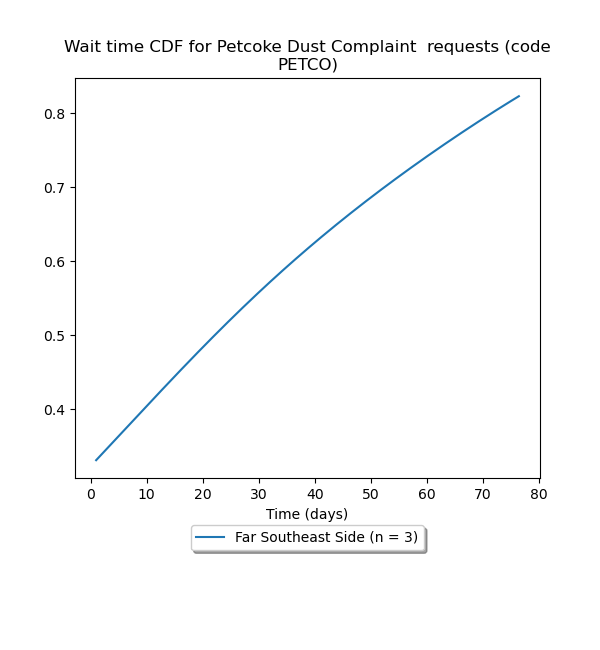 Wait time CDF for Petcoke Dust Complaint  requests (code
PETCO)
0.8
0.7
0.6
0.5
0.4
0 10 20 30 40 50 60 70 80
Time (days)
Far Southeast Side (n = 3)